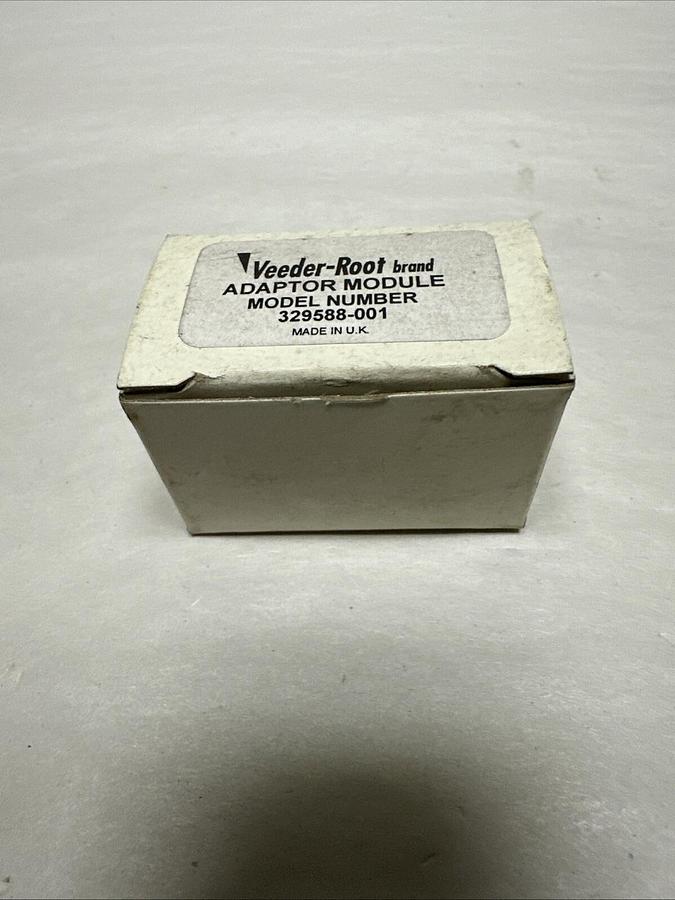 Veeder-Root brand
ADAPTOR MODULE
MODEL NUMBER
329588-001
MADE IN U.K.